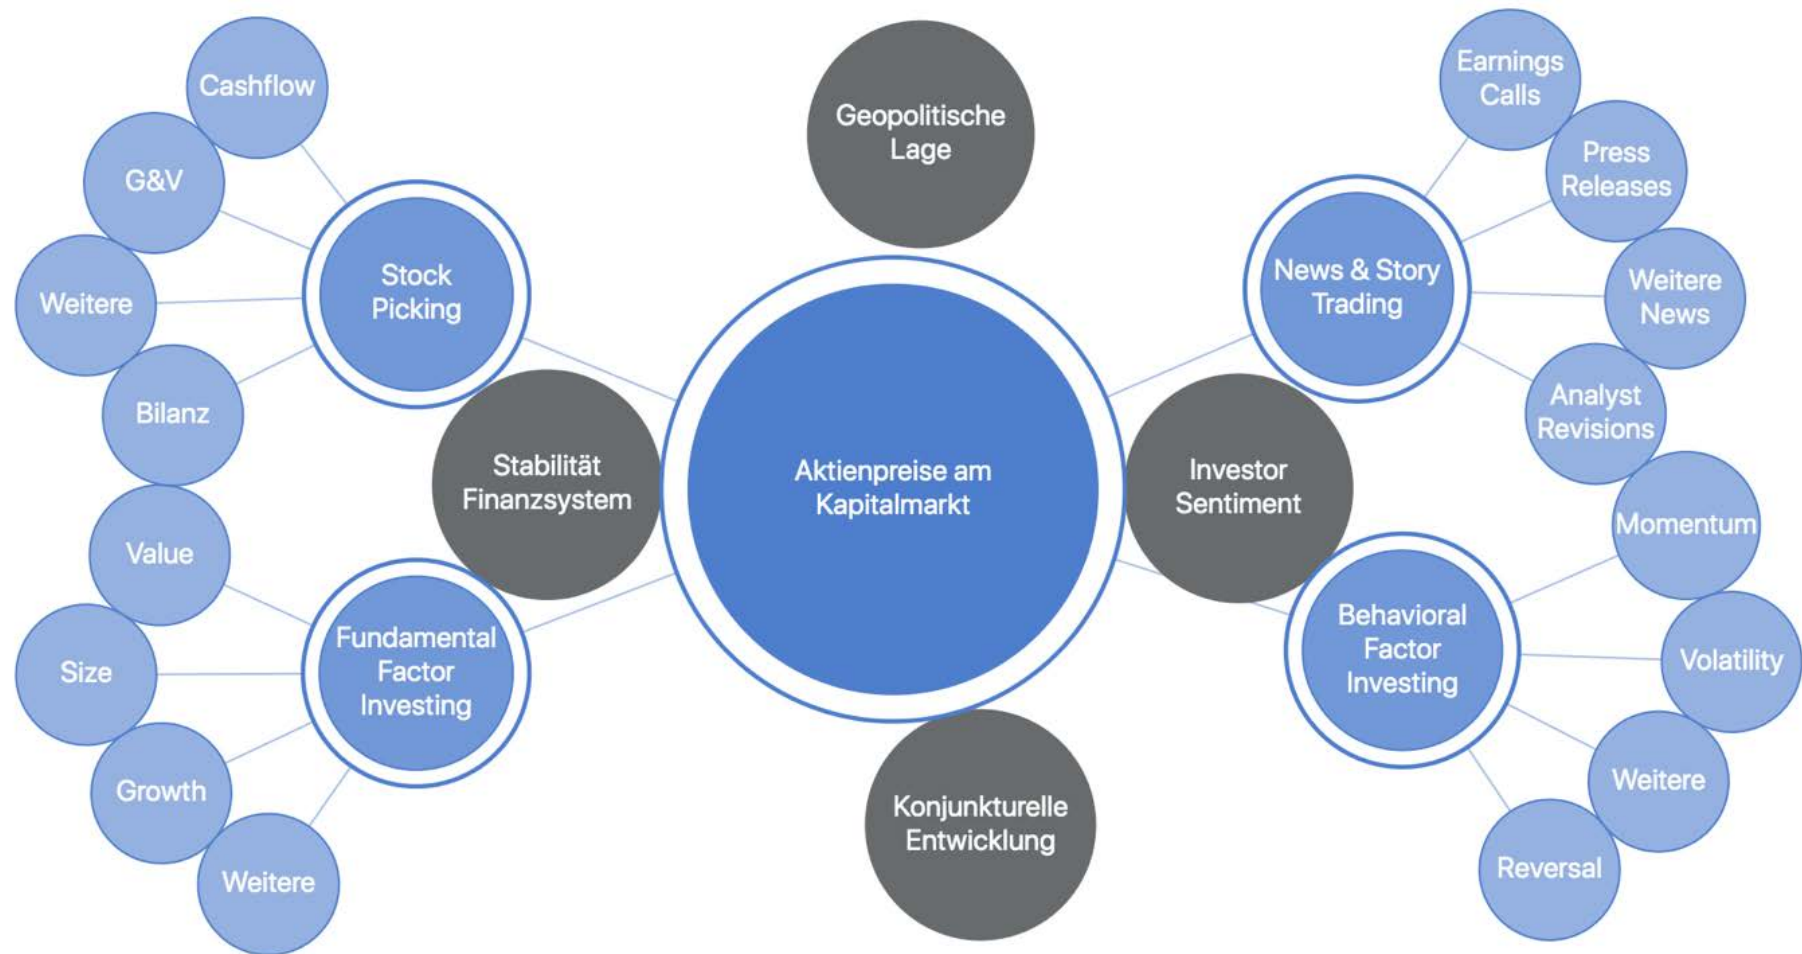 Cashflow
G&V
Weitere
Bilanz
Stock
Picking
Value
Size
Growth
Weitere
Fundamental
Factor
Investing
Stabilität
Finanzsystem
Geopolitische
Lage
Aktienpreise am
Kapitalmarkt
Konjunkturelle
Entwicklung
Investor
Sentiment
News & Story
Trading
Earnings
Calls
Press
Releases
Weitere
News
Analyst
Revisions
Behavioral
Factor
Investing
Momentum
Volatility
Weitere
Reversal